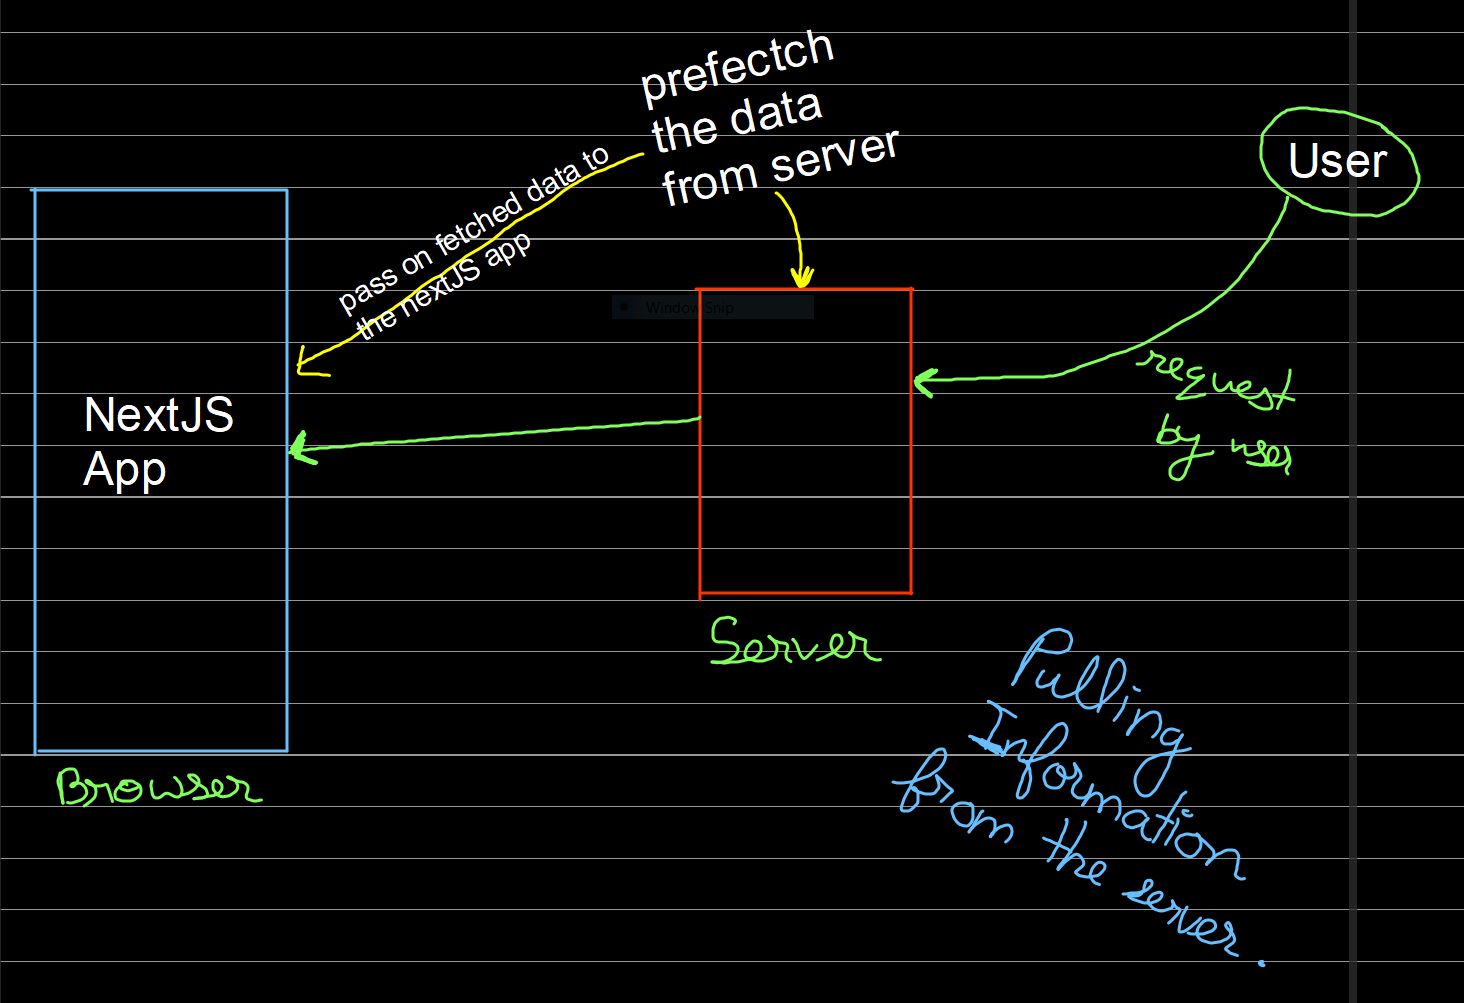 prefectch
the data
from server
User
pass on fetched data to
the nextJS app
Window Snip
NextJS
App
request
by user
Server
Browser
Pulling
Information
from the server.